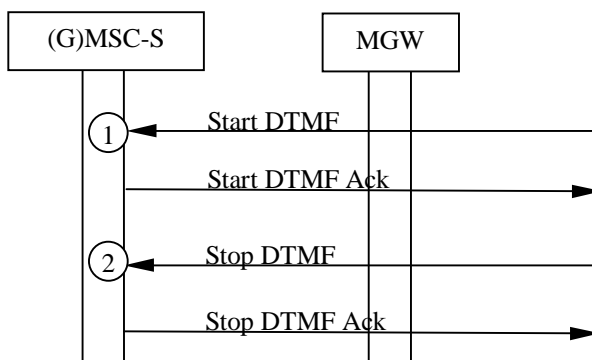 (G)MSC-S
MGW
1
Start DTMF
Start DTMF Ack
2
Stop DTMF
Stop DTMF Ack